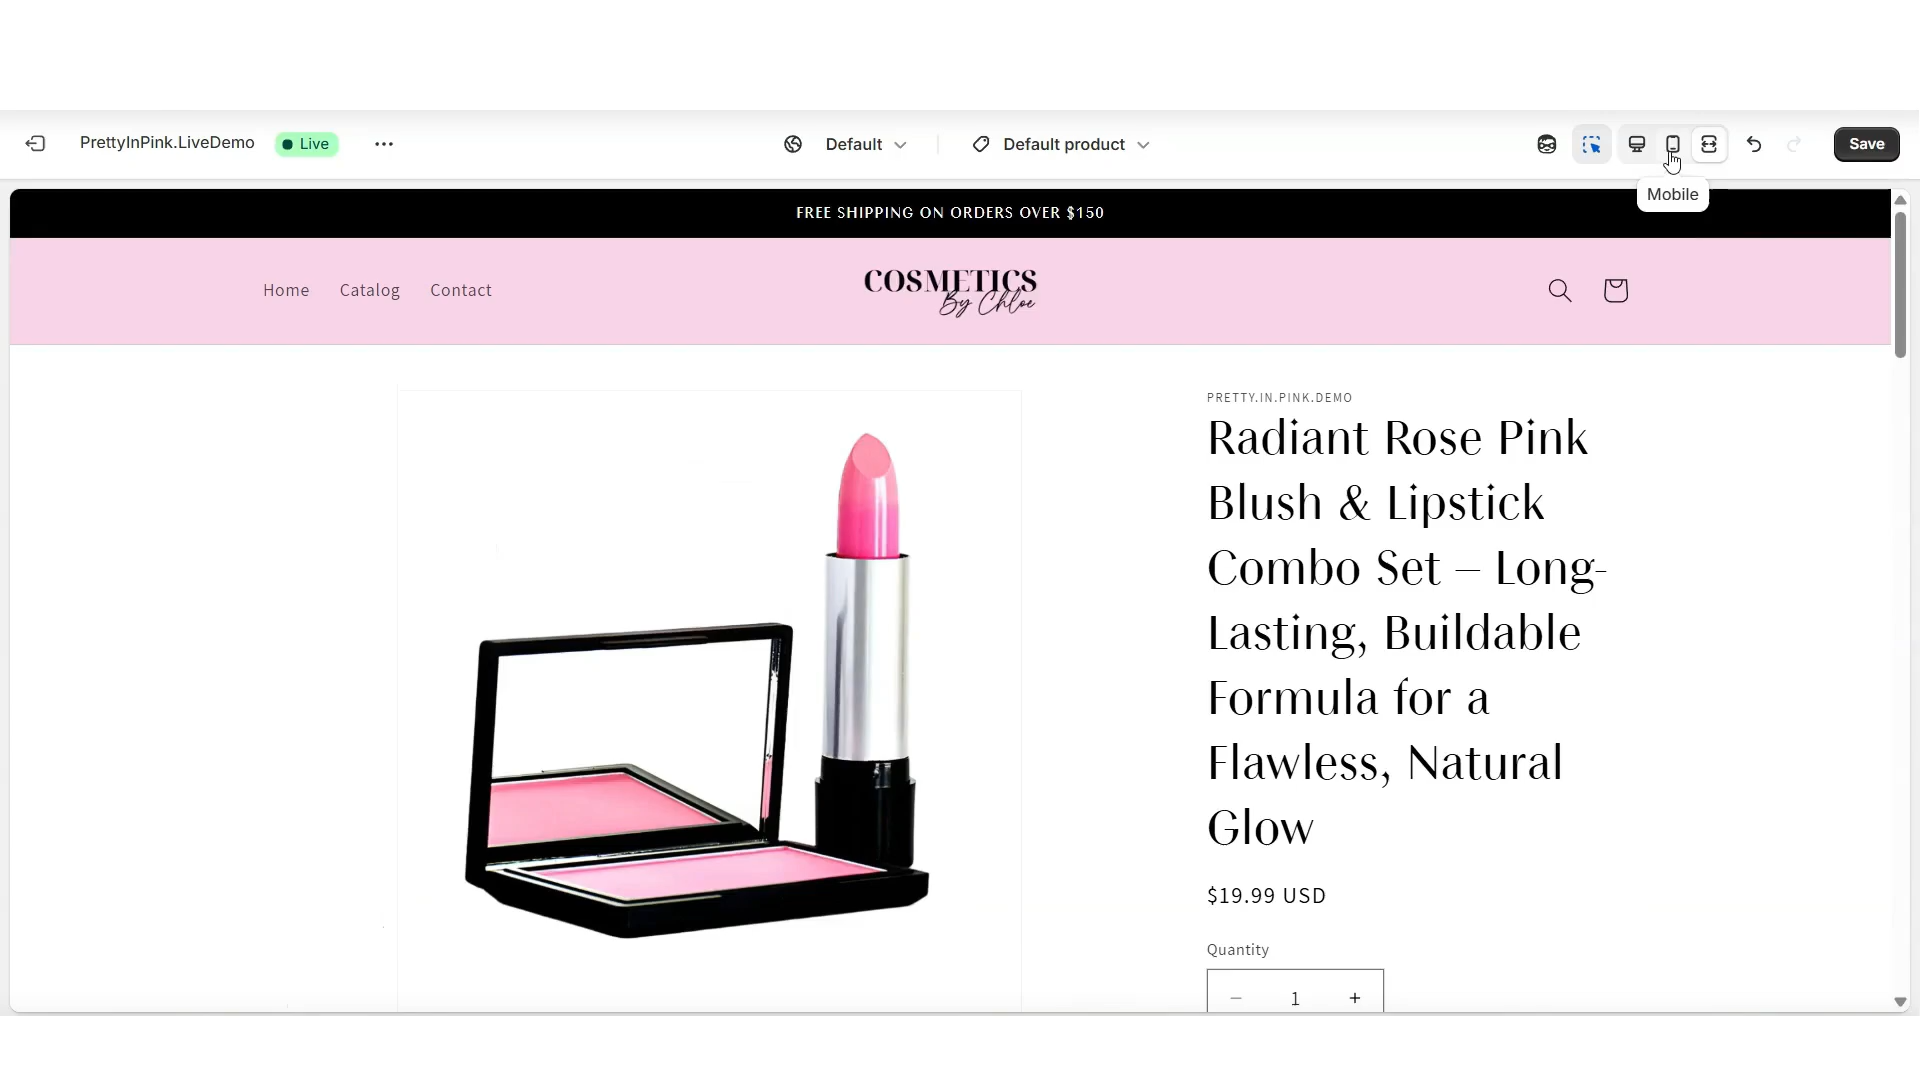 PrettyInPink.LiveDemo
Live
Default
Default product
Save
Mobile
FREE SHIPPING ON ORDERS OVER $150
Home
Catalog
Contact
COSMETICS
By Chloe
PRETTY.IN.PINK.DEMO
Radiant Rose Pink
Blush & Lipstick
Combo Set – Long-
Lasting, Buildable
Formula for a
Flawless, Natural
Glow
$19.99 USD
Quantity
1